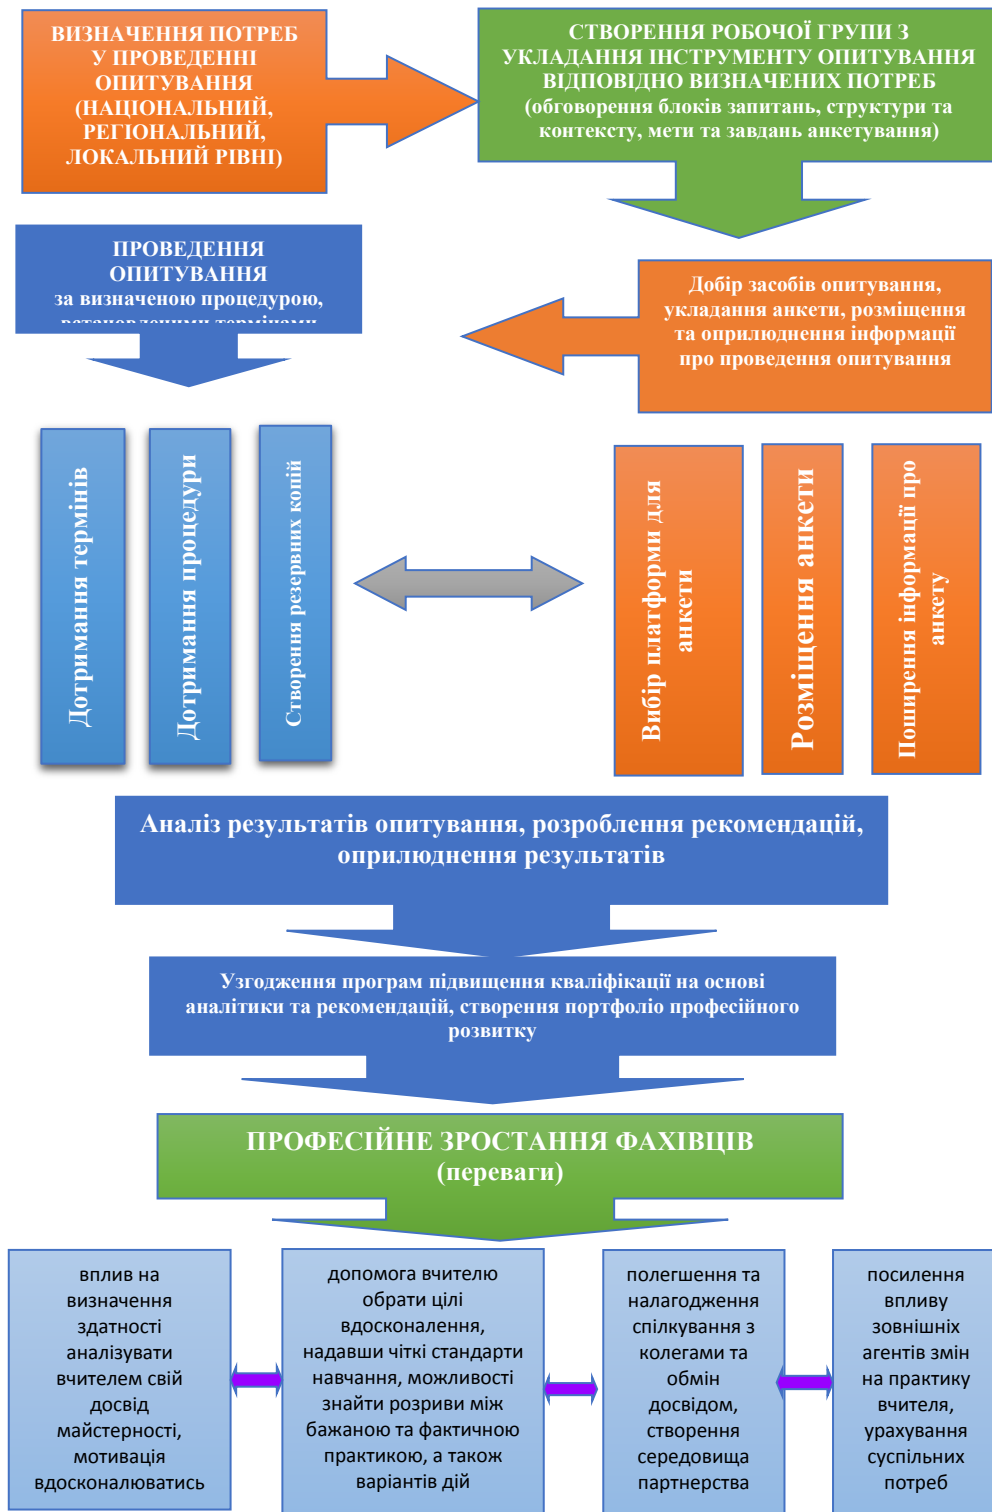 ВИЗНАЧЕННЯ ПОТРЕБ
У ПРОВЕДЕННІ
ОПИТУВАННЯ
(НАЦІОНАЛЬНИЙ,
РЕГІОНАЛЬНИЙ,
ЛОКАЛЬНИЙ РІВНІ)
СТВОРЕННЯ РОБОЧОЇ ГРУПИ З
УКЛАДАННЯ ІНСТРУМЕНТУ ОПИТУВАННЯ
ВІДПОВІДНО ВИЗНАЧЕНИХ ПОТРЕБ
(обговорення блоків запитань, структури та
контексту, мети та завдань анкетування)
Добір засобів опитування,
укладання анкети, розміщення
та оприлюднення інформації
про проведення опитування
ПРОВЕДЕННЯ
ОПИТУВАННЯ
за визначеною процедурою,
встановленими термінами
Дотримання термінів
Дотримання процедури
Створення резервних копій
Вибір платформи для
анкети
Розміщення анкети
Поширення інформації про
анкету
Аналіз результатів опитування, розроблення рекомендацій,
оприлюднення результатів
Узгодження програм підвищення кваліфікації на основі
аналітики та рекомендацій, створення портфоліо професійного
розвитку
ПРОФЕСІЙНЕ ЗРОСТАННЯ ФАХІВЦІВ
(переваги)
вплив на
визначення
здатності
аналізувати
вчителем свій
досвід
майстерності,
мотивація
вдосконалюватись
допомога вчителю
обрати цілі
вдосконалення,
надавши чіткі стандарти
навчання, можливості
знайти розриви між
бажаною та фактичною
практикою, а також
варіантів дій
полегшення та
налагодження
спілкування з
колегами та
обмін
досвідом,
створення
середовища
партнерства
посилення
впливу
зовнішніх
агентів змін
на практику
вчителя,
урахування
суспільних
потреб